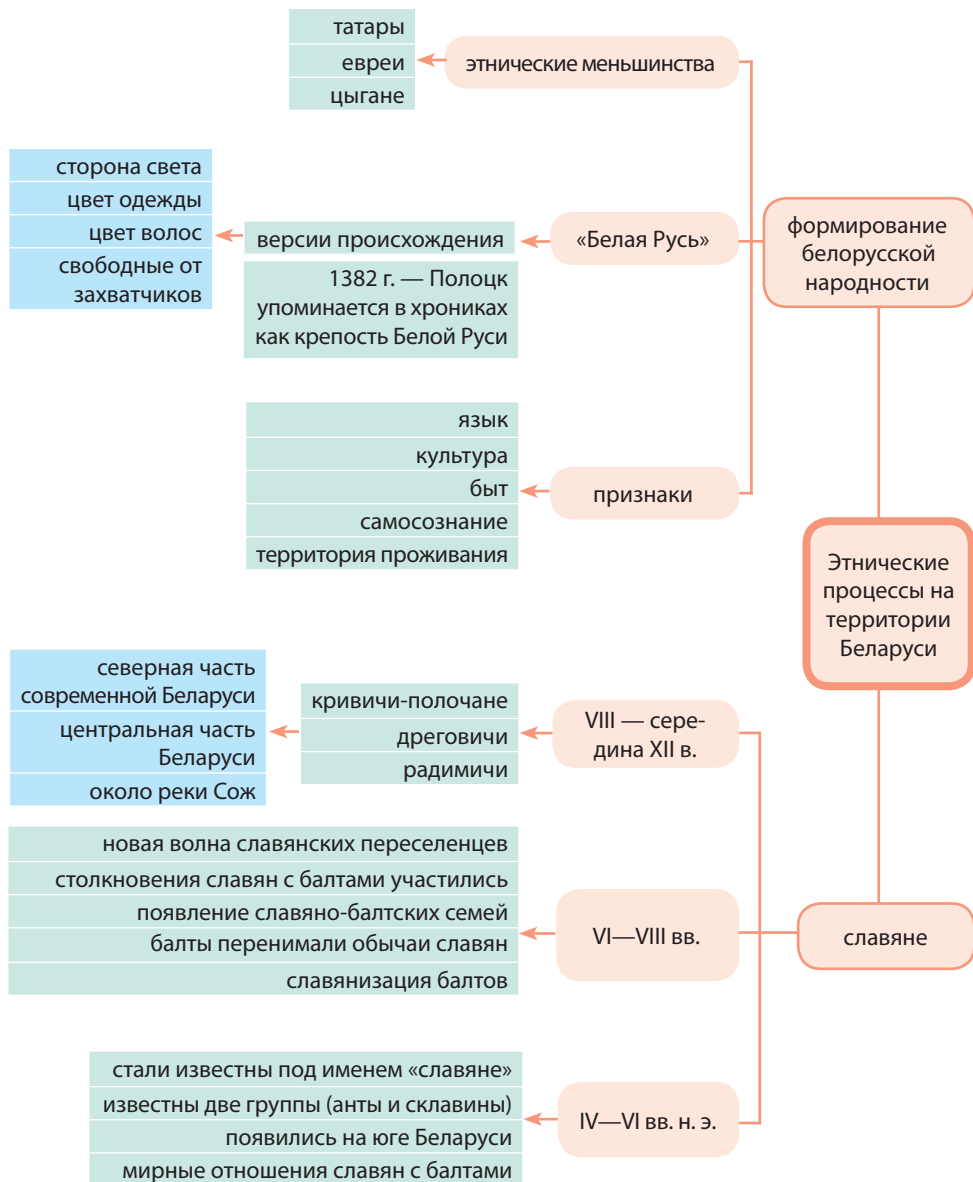 татары
евреи
цыгане
этнические меньшинства
сторона света
цвет одежды
цвет волос
свободные от
захватчиков
версии происхождения
1382 г. — Полоцк
упоминается в хрониках
как крепость Белой Руси
«Белая Русь»
формирование
белорусской
народности
язык
культура
быт
самосознание
территория проживания
признаки
Этнические
процессы на
территории
Беларуси
северная часть
современной Беларуси
центральная часть
Беларуси
около реки Сож
кривичи-полочане
дреговичи
радимичи
VIII — сере-
дина XII в.
новая волна славянских переселенцев
столкновения славян с балтами участились
появление славяно-балтских семей
балты перенимали обычаи славян
славянизация балтов
VI—VIII вв.
славяне
стали известны под именем «славяне»
известны две группы (анты и склавины)
появились на юге Беларуси
мирные отношения славян с балтами
IV—VI вв. н. э.